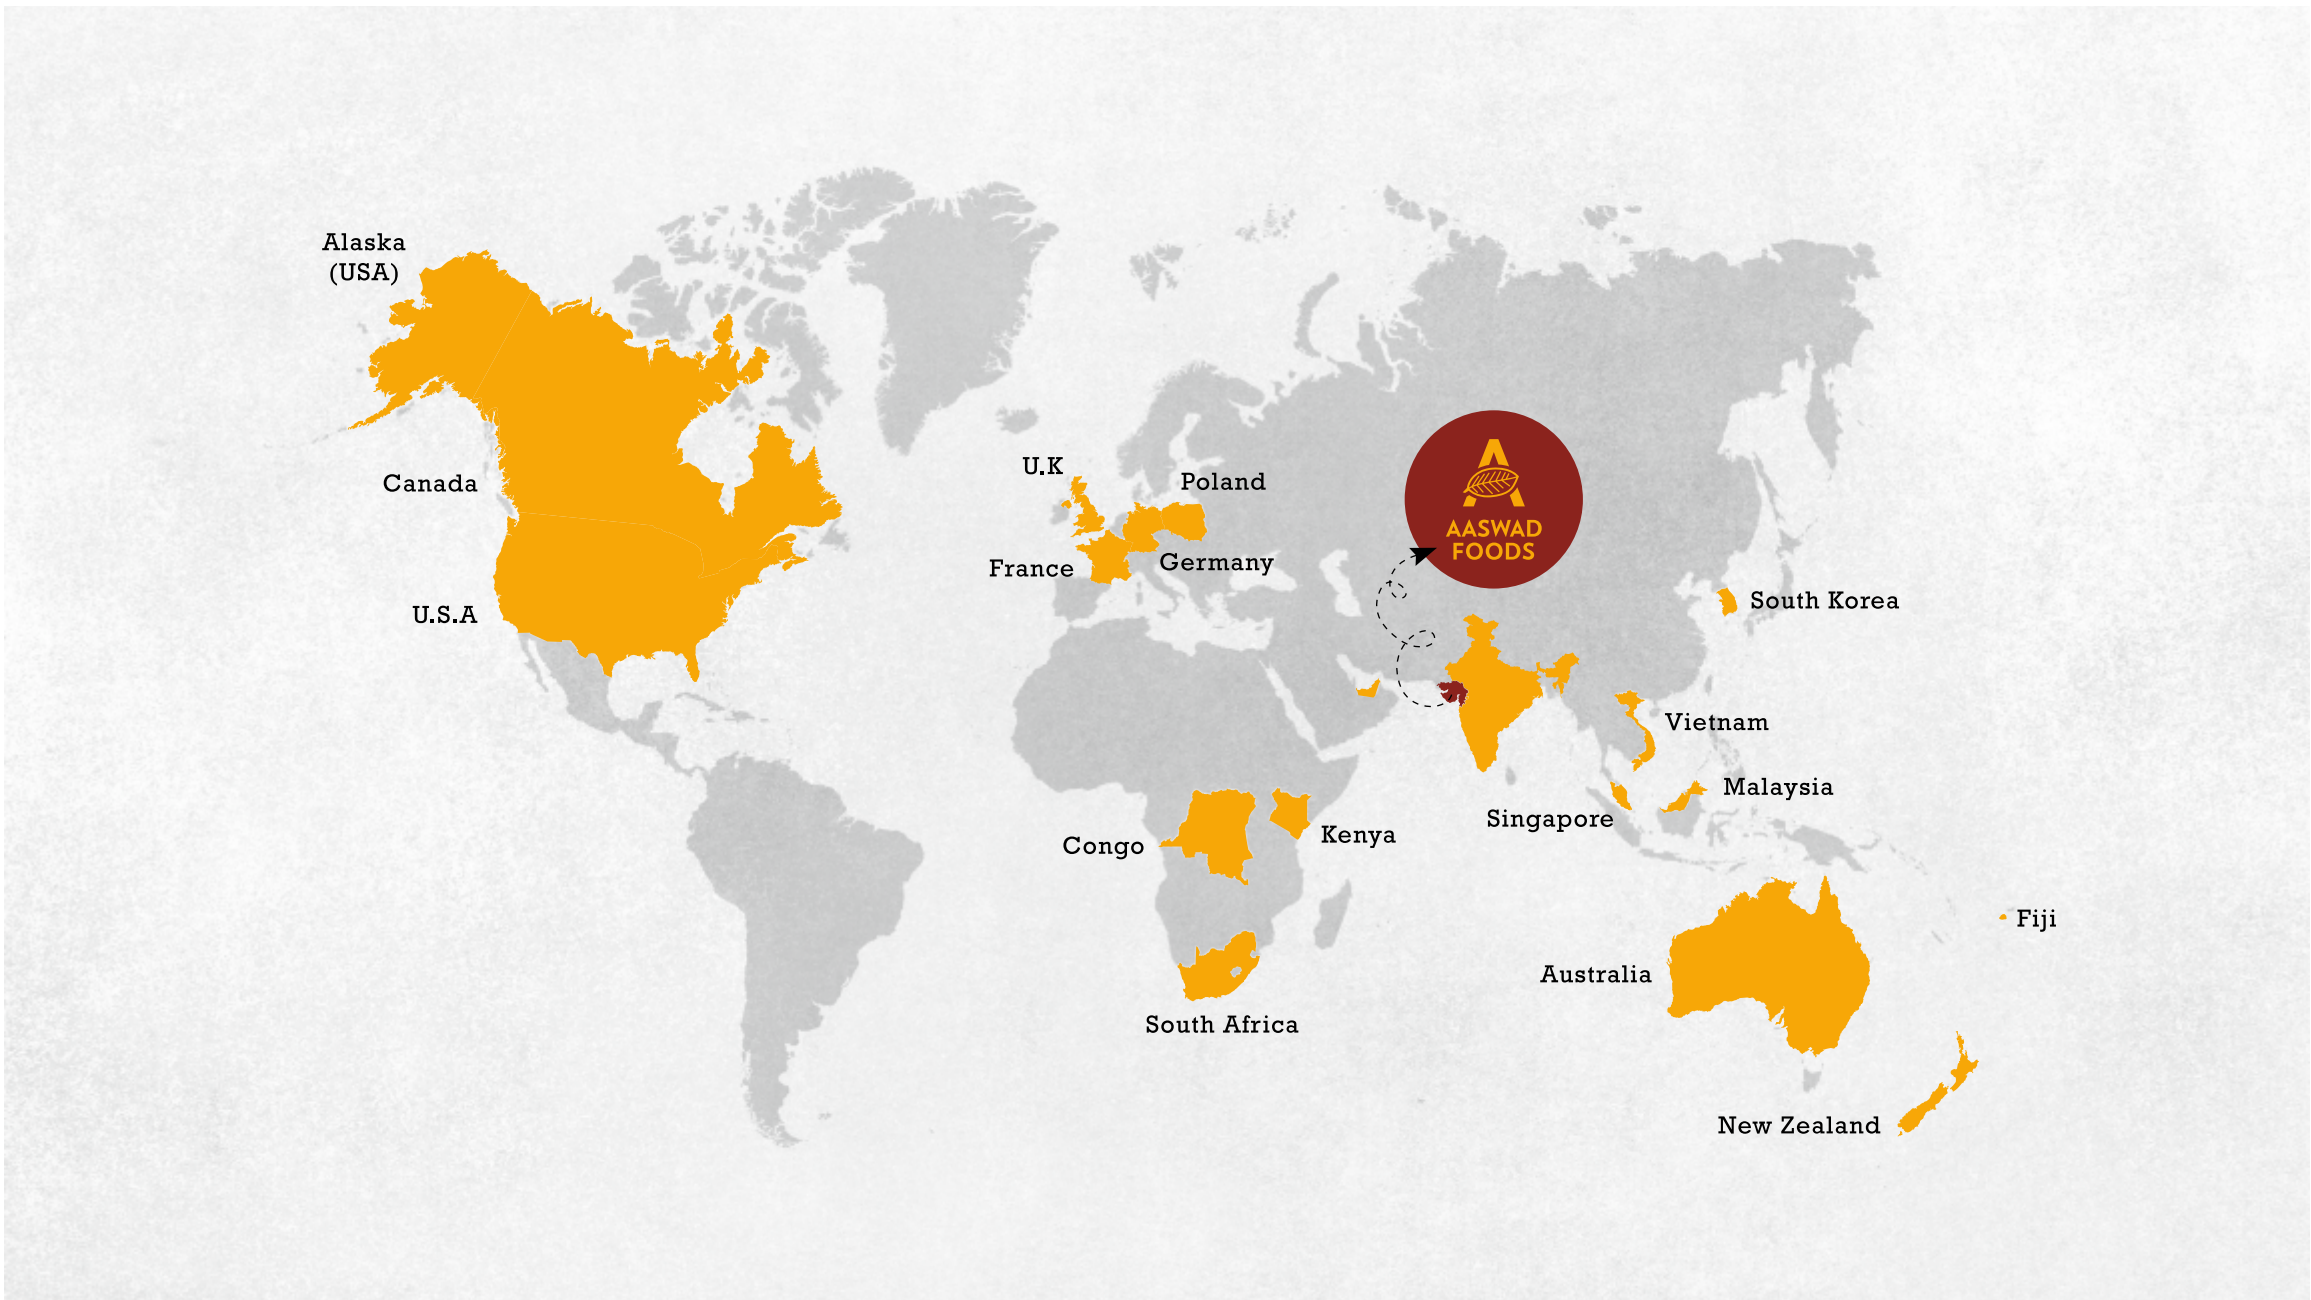 Alaska
(USA)
Canada
U.S.A
U.K
Poland
France
Germany
AASWAD
FOODS
South Korea
Vietnam
Malaysia
Singapore
Congo
Kenya
South Africa
Fiji
Australia
New Zealand